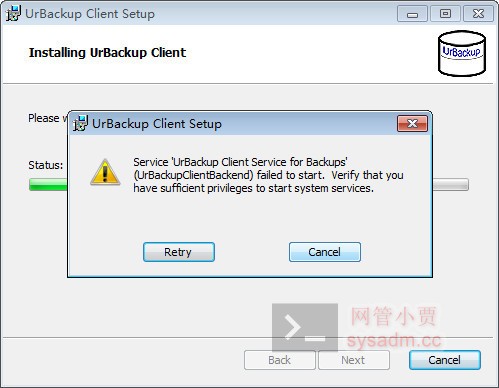 UrBackup Client Setup
Installing UrBackup Client
UrBackup
Please w
UrBackup Client Setup
Status:
Service 'UrBackup Client Service for Backups'
(UrBackupClientBackend) failed to start.  Verify that you
have sufficient privileges to start system services.
Retry
Cancel
网管小贾
sysadm.cc
Back
Next
Cancel